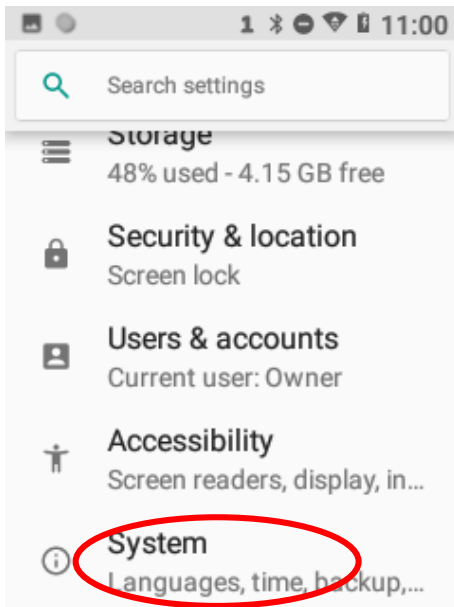 1 11:00
Search settings
Storage
48% used - 4.15 GB free
Security & location
Screen lock
Users & accounts
Current user: Owner
Accessibility
Screen readers, display, in...
System
Languages, time, backup,...